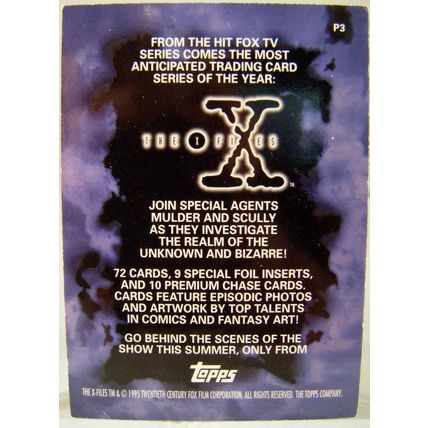 P3
FROM THE HIT FOX TV
SERIES COMES THE MOST
ANTICIPATED TRADING CARD
SERIES OF THE YEAR:
X
THE X FILES
™
JOIN SPECIAL AGENTS
MULDER AND SCULLY
AS THEY INVESTIGATE
THE REALM OF THE
UNKNOWN AND BIZARRE!
72 CARDS, 9 SPECIAL FOIL INSERTS,
AND 10 PREMIUM CHASE CARDS.
CARDS FEATURE EPISODIC PHOTOS
AND ARTWORK BY TOP TALENTS
IN COMICS AND FANTASY ART!
GO BEHIND THE SCENES OF THE
SHOW THIS SUMMER, ONLY FROM
TOPPS
THE X-FILES TM & © 1995 TWENTIETH CENTURY FOX FILM CORPORATION. ALL RIGHTS RESERVED. THE TOPPS COMPANY.